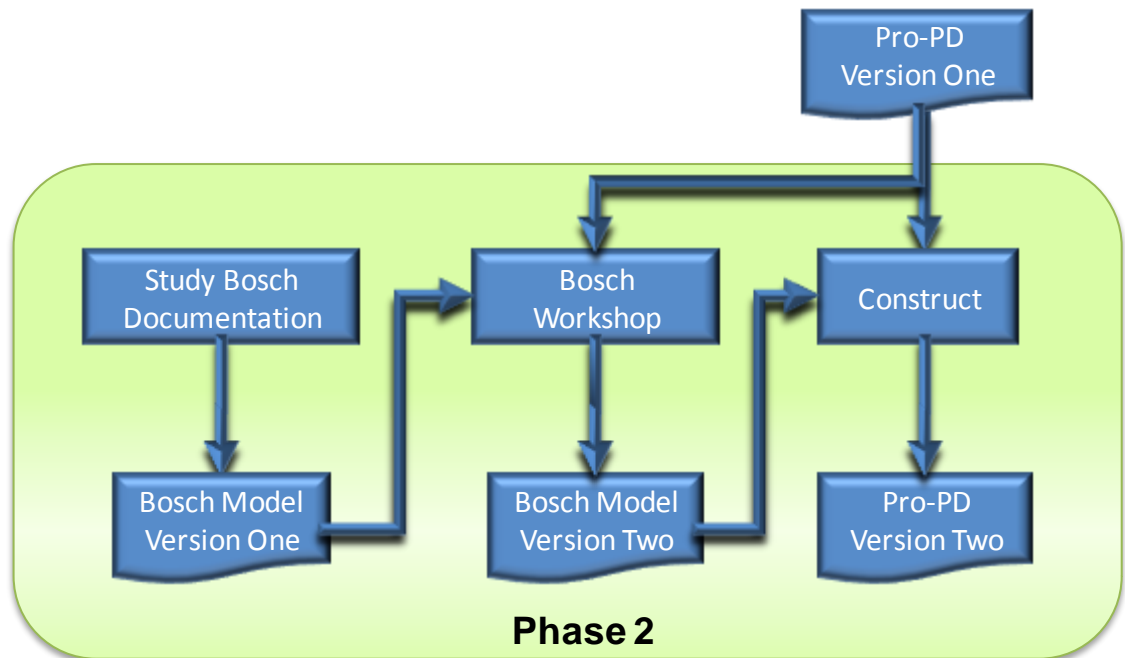 Pro-PD
Version One
Study Bosch
Documentation
Bosch
Workshop
Construct
Bosch Model
Version One
Bosch Model
Version Two
Pro-PD
Version Two
Phase 2